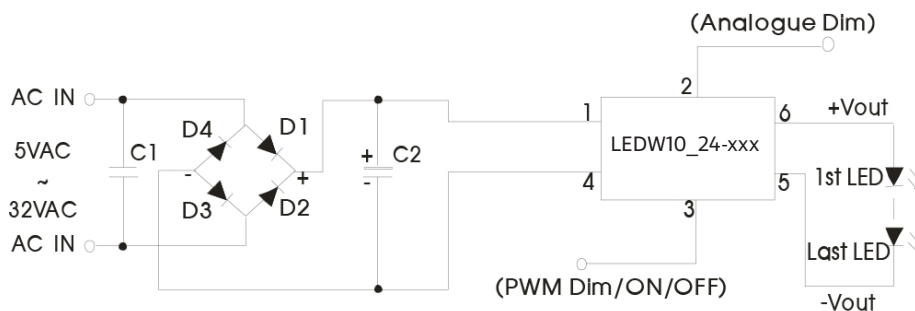 (Analogue Dim)
AC IN
2
D4
D1
1
6
+Vout
5VAC
C1
-
+
+
-
C2
LEDW10_24-xxx
~
32VAC
D3
D2
4
5
1st LED
3
AC IN
Last LED
(PWM Dim/ON/OFF)
-Vout